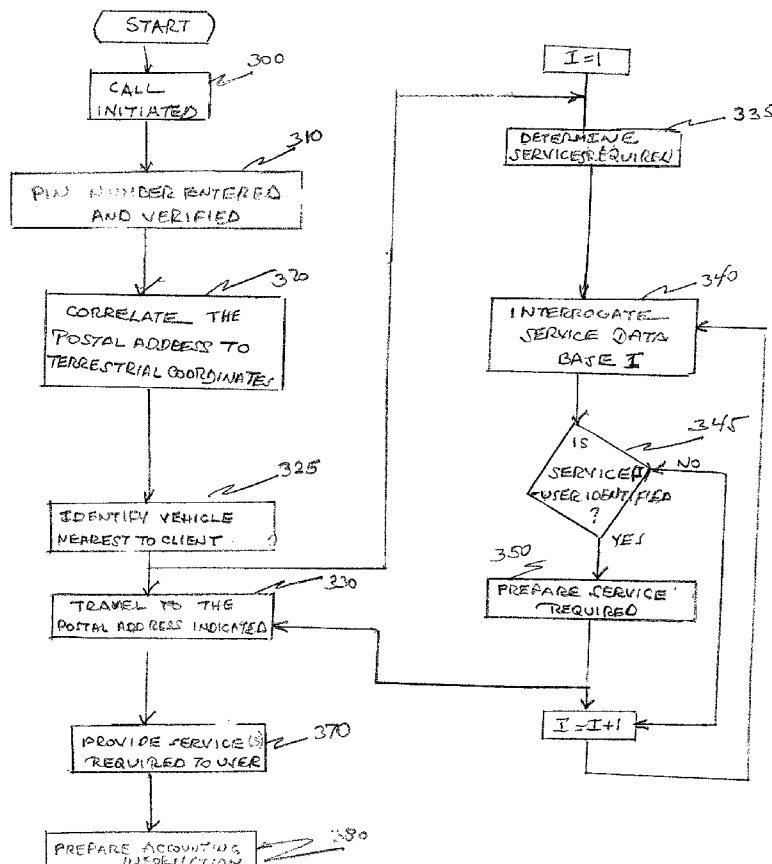 START
300
CALL
INITIATED
310
PIN NUMBER ENTERED
AND VERIFIED
320
CORRELATE THE
POSTAL ADDRESS TO
TERRESTRIAL COORDINATES
325
IDENTIFY VEHICLE
NEAREST TO CLIENT
330
TRAVEL TO THE
POSTAL ADDRESS INDICATED
370
PROVIDE SERVICE(S)
REQUIRED TO USER
380
PREPARE ACCOUNTING
I=1
335
DETERMINE
SERVICES REQUIRED
340
INTERROGATE
SERVICE DATA
BASE I
345
IS
SERVICE(I)
USER IDENTIFIED
?
NO
YES
350
PREPARE SERVICE
REQUIRED
I=I+1